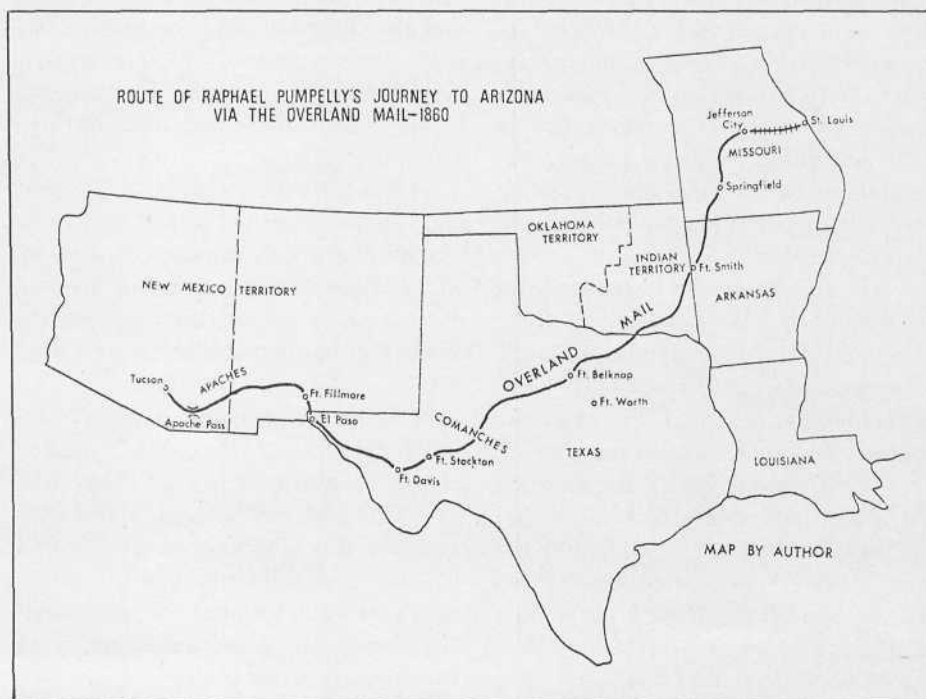 ROUTE OF RAPHAEL PUMPELLY'S JOURNEY TO ARIZONA
VIA THE OVERLAND MAIL-1860
Jefferson
City
St. Louis
MISSOURI
Springfield
OKLAHOMA
TERRITORY
INDIAN
TERRITORY
Ft. Smith
ARKANSAS
NEW MEXICO TERRITORY
OVERLAND MAIL
Tucson
APACHES
Ft. Fillmore
Apache Pass
El Paso
Ft. Belknap
Ft. Worth
COMANCHES
TEXAS
Ft. Stockton
Ft. Davis
LOUISIANA
MAP BY AUTHOR